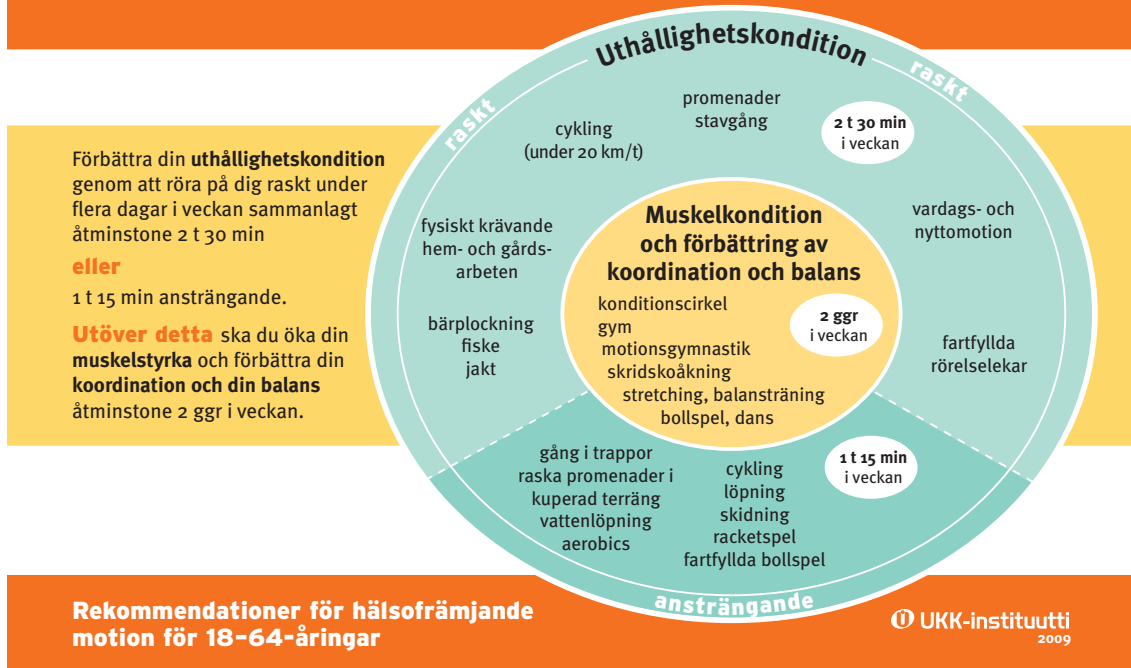 Uthållighetskondition
raskt
raskt
promenader
stavgång
2 t 30 min
i veckan
cykling
(under 20 km/t)
Förbättra din uthållighetskondition
genom att röra på dig raskt under
flera dagar i veckan sammanlagt
åtminstone 2 t 30 min
eller
1 t 15 min ansträngande.
Utöver detta ska du öka din
muskelstyrka och förbättra din
koordination och din balans
åtminstone 2 ggr i veckan.
fysiskt krävande
hem- och gårds-
arbeten
bärplockning
fiske
jakt
Muskelkondition
och förbättring av
koordination och balans
konditionscirkel
gym
motionsgymnastik
skridskoåkning
stretching, balansträning
bollspel, dans
2 ggr
i veckan
vardags- och
nyttomotion
fartfyllda
rörelselekar
gång i trappor
raska promenader i
kuperad terräng
vattenlöpning
aerobics
cykling
löpning
skidning
racketspel
fartfyllda bollspel
1 t 15 min
i veckan
ansträngande
Rekommendationer för hälsofrämjande
motion för 18–64-åringar
UKK-instituutti
2009